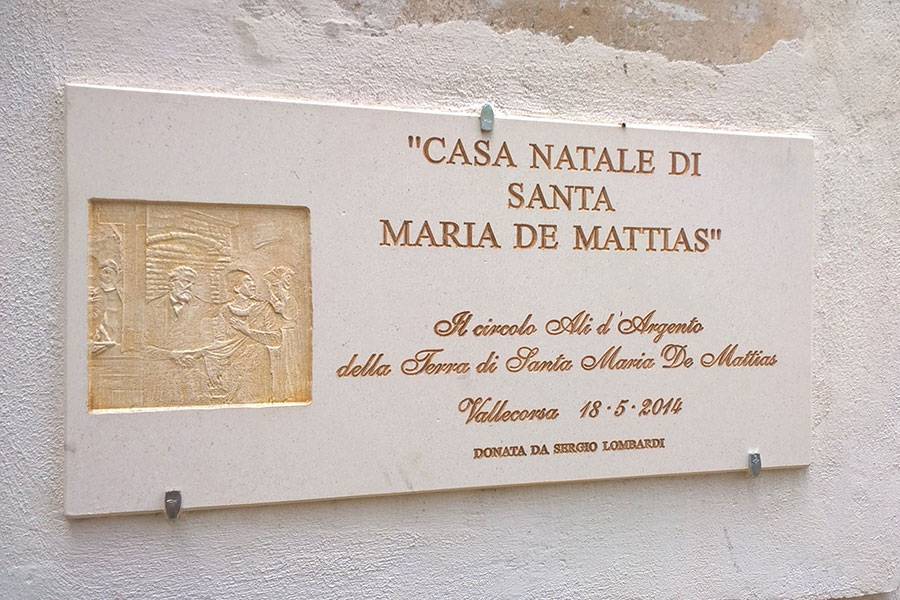 "CASA NATALE DI
SANTA
MARIA DE MATTIAS"
Il circolo Ali d'Argento
della Terra di Santa Maria De Mattias
Vallecorsa 18·5·2014
DONATA DA SERGIO LOMBARDI